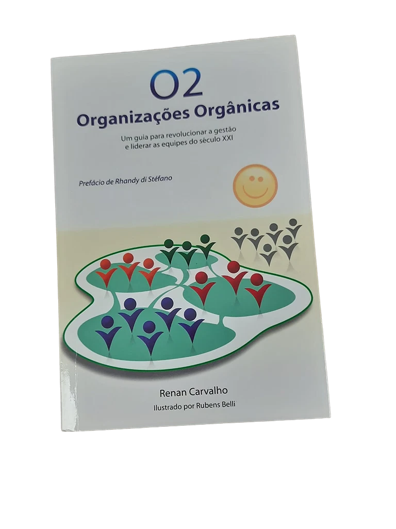 O2
Organizações Orgânicas
Um guia para revolucionar a gestão
e liderar as equipes do século XXI
Prefácio de Rhandy di Stéfano
Renan Carvalho
Ilustrado por Rubens Belli